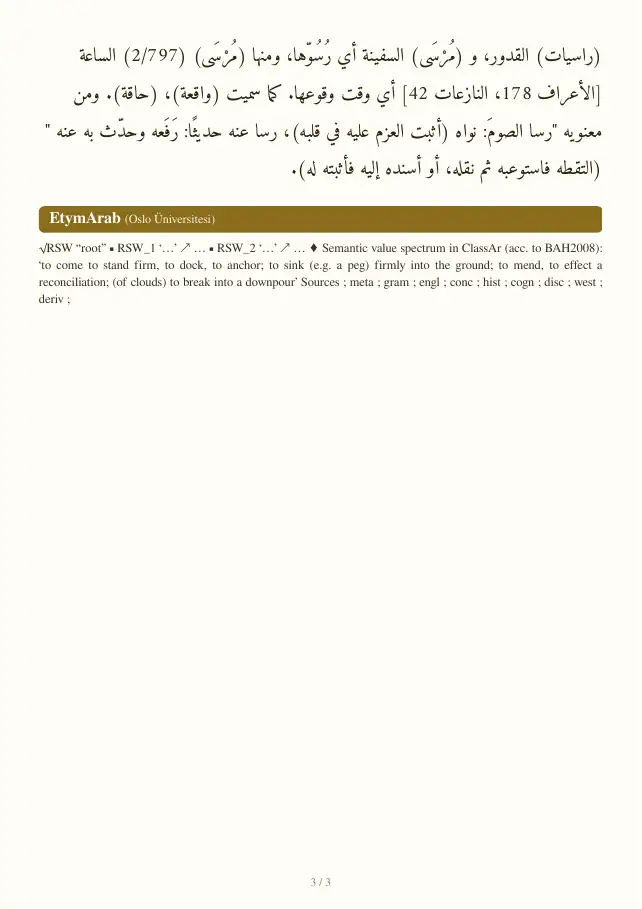 (راسيات) القدور، و (مُرْسَى) السفينة أي رُسُوّها، ومنها (مُرْسَى) (2/797) الساعة
[الأعراف 178، النازعات 42] أي وقت وقوعها. كما سميت (واقعة)، (حاقة). ومن
معنويه "رسا الصومَ: نواه (أثبت العزم عليه في قلبه)، رسا عنه حديثًا: رَفَعه وحدّث به عنه "
(التقطه فاستوعبه ثم نقله، أو أسنده إليه فأثبته له).
EtymArab (Oslo Üniversitesi)
√RSW “root” ▪ RSW_1 ‘…’ ↗ … ▪ RSW_2 ‘…’ ↗ … ♦ Semantic value spectrum in ClassAr (acc. to BAH2008):
‘to come to stand firm, to dock, to anchor; to sink (e.g. a peg) firmly into the ground; to mend, to effect a
reconciliation; (of clouds) to break into a downpour’ Sources ; meta ; gram ; engl ; conc ; hist ; cogn ; disc ; west ;
deriv ;
3 / 3